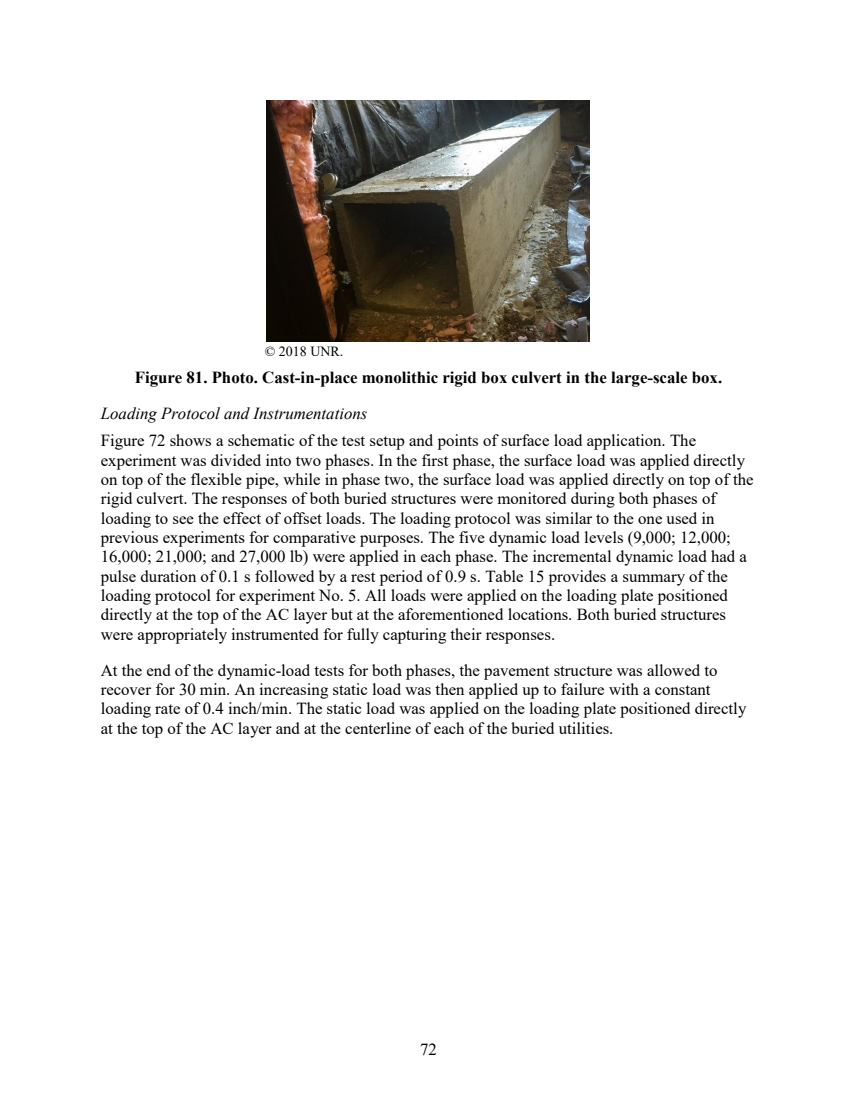 © 2018 UNR.
Figure 81. Photo. Cast-in-place monolithic rigid box culvert in the large-scale box.
Loading Protocol and Instrumentations
Figure 72 shows a schematic of the test setup and points of surface load application. The
experiment was divided into two phases. In the first phase, the surface load was applied directly
on top of the flexible pipe, while in phase two, the surface load was applied directly on top of the
rigid culvert. The responses of both buried structures were monitored during both phases of
loading to see the effect of offset loads. The loading protocol was similar to the one used in
previous experiments for comparative purposes. The five dynamic load levels (9,000; 12,000;
16,000; 21,000; and 27,000 lb) were applied in each phase. The incremental dynamic load had a
pulse duration of 0.1 s followed by a rest period of 0.9 s. Table 15 provides a summary of the
loading protocol for experiment No. 5. All loads were applied on the loading plate positioned
directly at the top of the AC layer but at the aforementioned locations. Both buried structures
were appropriately instrumented for fully capturing their responses.
At the end of the dynamic-load tests for both phases, the pavement structure was allowed to
recover for 30 min. An increasing static load was then applied up to failure with a constant
loading rate of 0.4 inch/min. The static load was applied on the loading plate positioned directly
at the top of the AC layer and at the centerline of each of the buried utilities.
72